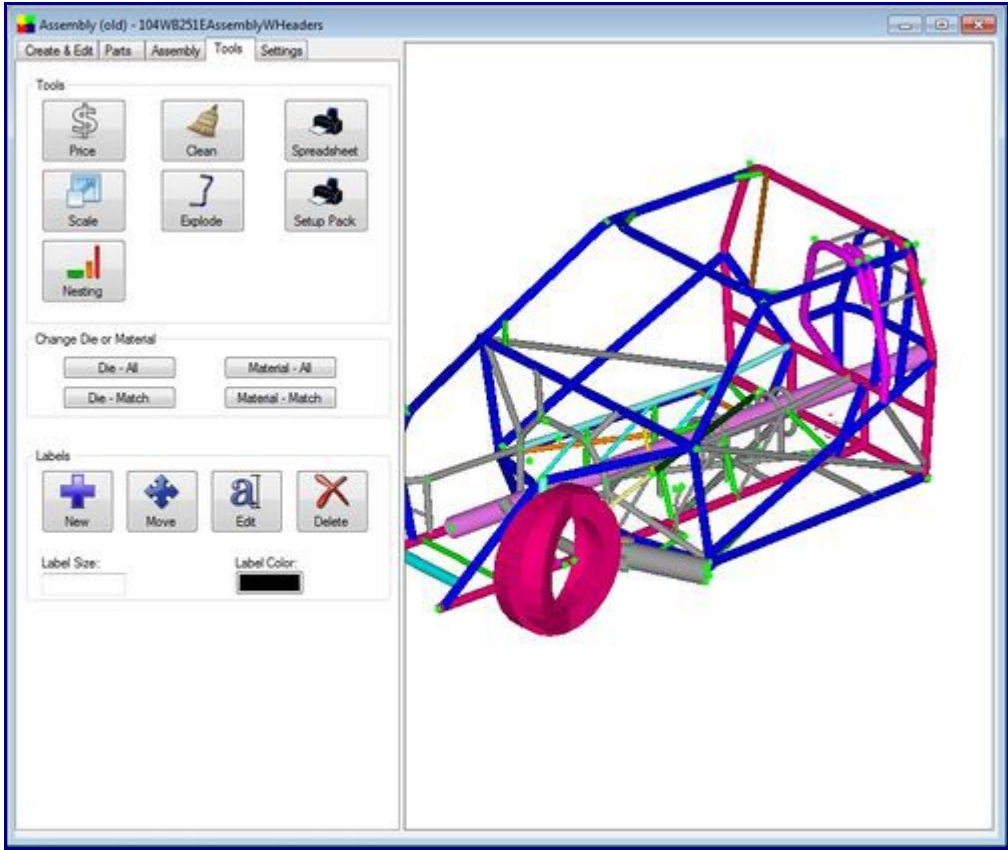 Assembly (old) - 104WB251EAssemblyWHeaders
Create & Edit Parts Assembly Tools Settings
Tools
Price Clean Spreadsheet
Scale Explode Setup Pack
Nesting
Change Die or Material
Die - All Material - All
Die - Match Material - Match
Labels
New Move Edit Delete
Label Size: Label Color: